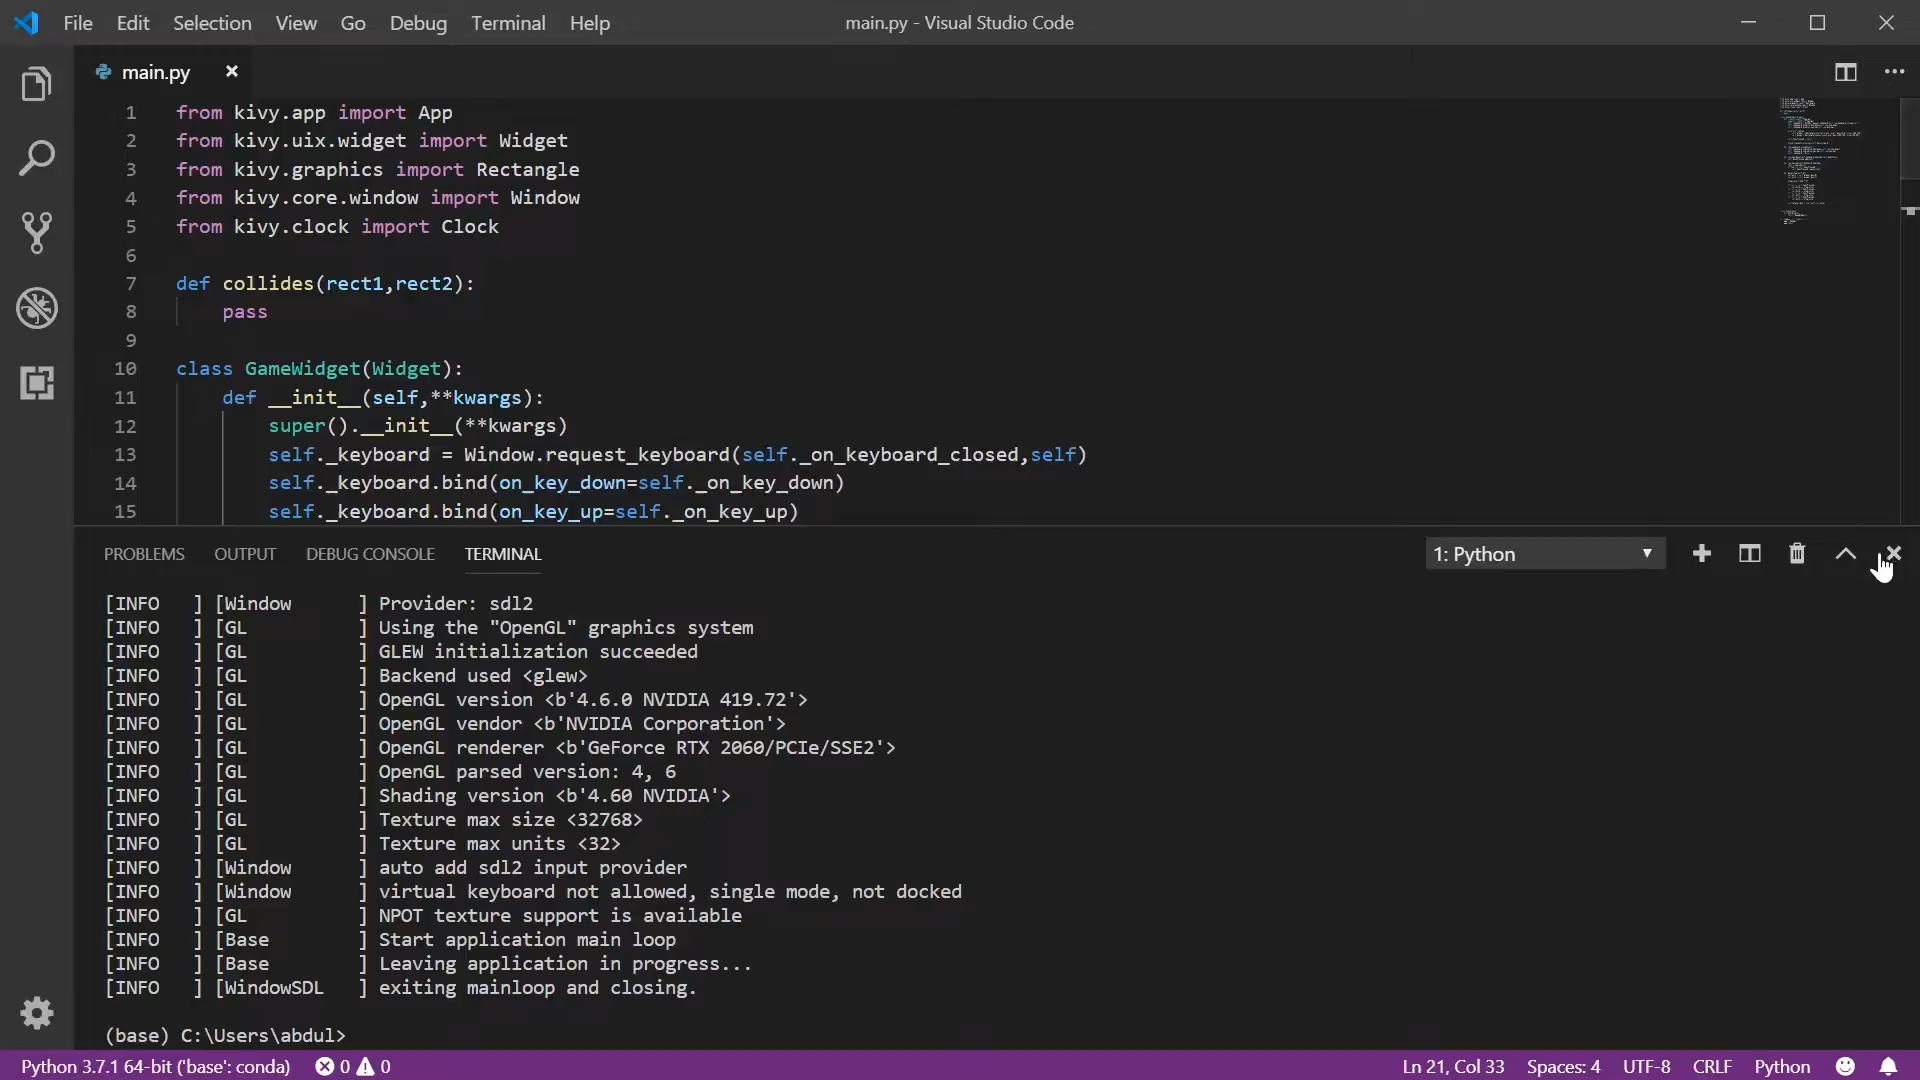 File Edit Selection View Go Debug Terminal Help main.py - Visual Studio Code
main.py
1 from kivy.app import App
2 from kivy.uix.widget import Widget
3 from kivy.graphics import Rectangle
4 from kivy.core.window import Window
5 from kivy.clock import Clock
6
7 def collides(rect1,rect2):
8 pass
9
10 class GameWidget(Widget):
11 def __init__(self,**kwargs):
12 super().__init__(**kwargs)
13 self._keyboard = Window.request_keyboard(self._on_keyboard_closed,self)
14 self._keyboard.bind(on_key_down=self._on_key_down)
15 self._keyboard.bind(on_key_up=self._on_key_up)
PROBLEMS OUTPUT DEBUG CONSOLE TERMINAL 1: Python
[INFO   ] [Window      ] Provider: sdl2
[INFO   ] [GL          ] Using the "OpenGL" graphics system
[INFO   ] [GL          ] GLEW initialization succeeded
[INFO   ] [GL          ] Backend used <glew>
[INFO   ] [GL          ] OpenGL version <b'4.6.0 NVIDIA 419.72'>
[INFO   ] [GL          ] OpenGL vendor <b'NVIDIA Corporation'>
[INFO   ] [GL          ] OpenGL renderer <b'GeForce RTX 2060/PCIe/SSE2'>
[INFO   ] [GL          ] OpenGL parsed version: 4, 6
[INFO   ] [GL          ] Shading version <b'4.60 NVIDIA'>
[INFO   ] [GL          ] Texture max size <32768>
[INFO   ] [GL          ] Texture max units <32>
[INFO   ] [Window      ] auto add sdl2 input provider
[INFO   ] [Window      ] virtual keyboard not allowed, single mode, not docked
[INFO   ] [GL          ] NPOT texture support is available
[INFO   ] [Base        ] Start application main loop
[INFO   ] [Base        ] Leaving application in progress...
[INFO   ] [WindowSDL   ] exiting mainloop and closing.
(base) C:\Users\abdul>
Python 3.7.1 64-bit ('base': conda) 0 0 Ln 21, Col 33 Spaces: 4 UTF-8 CRLF Python